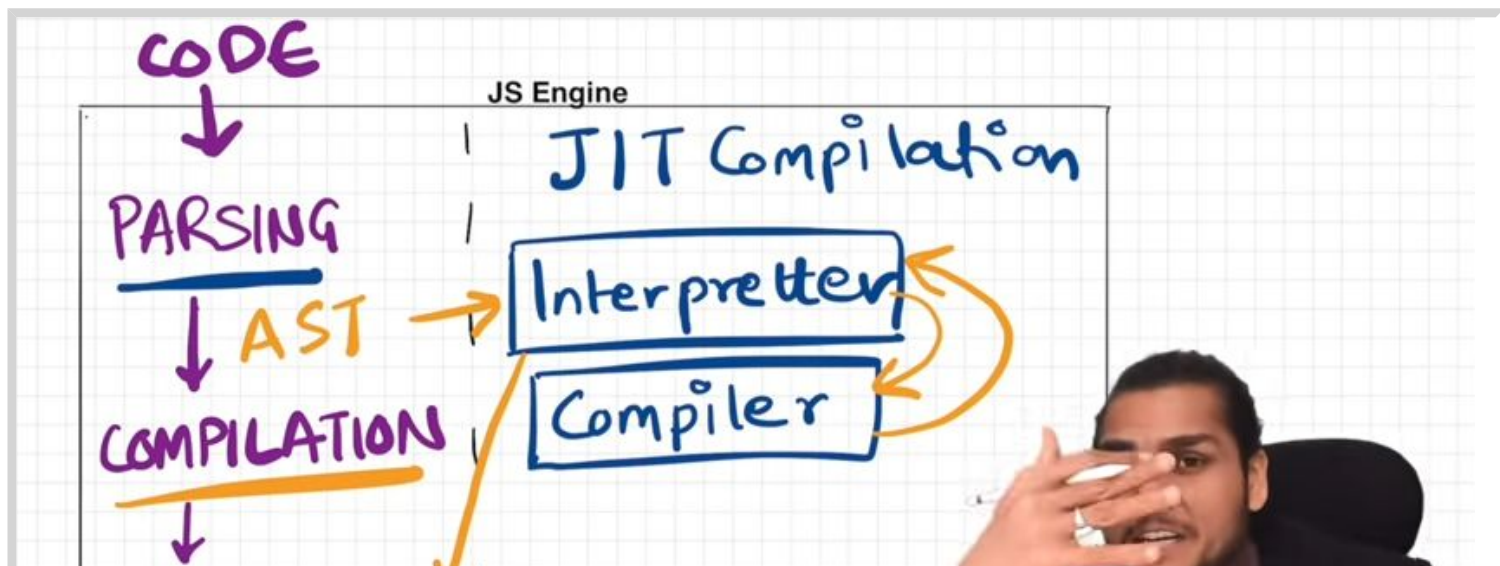 CODE
JS Engine
JIT Compilation
PARSING
Interpretter
AST
Compiler
COMPILATION